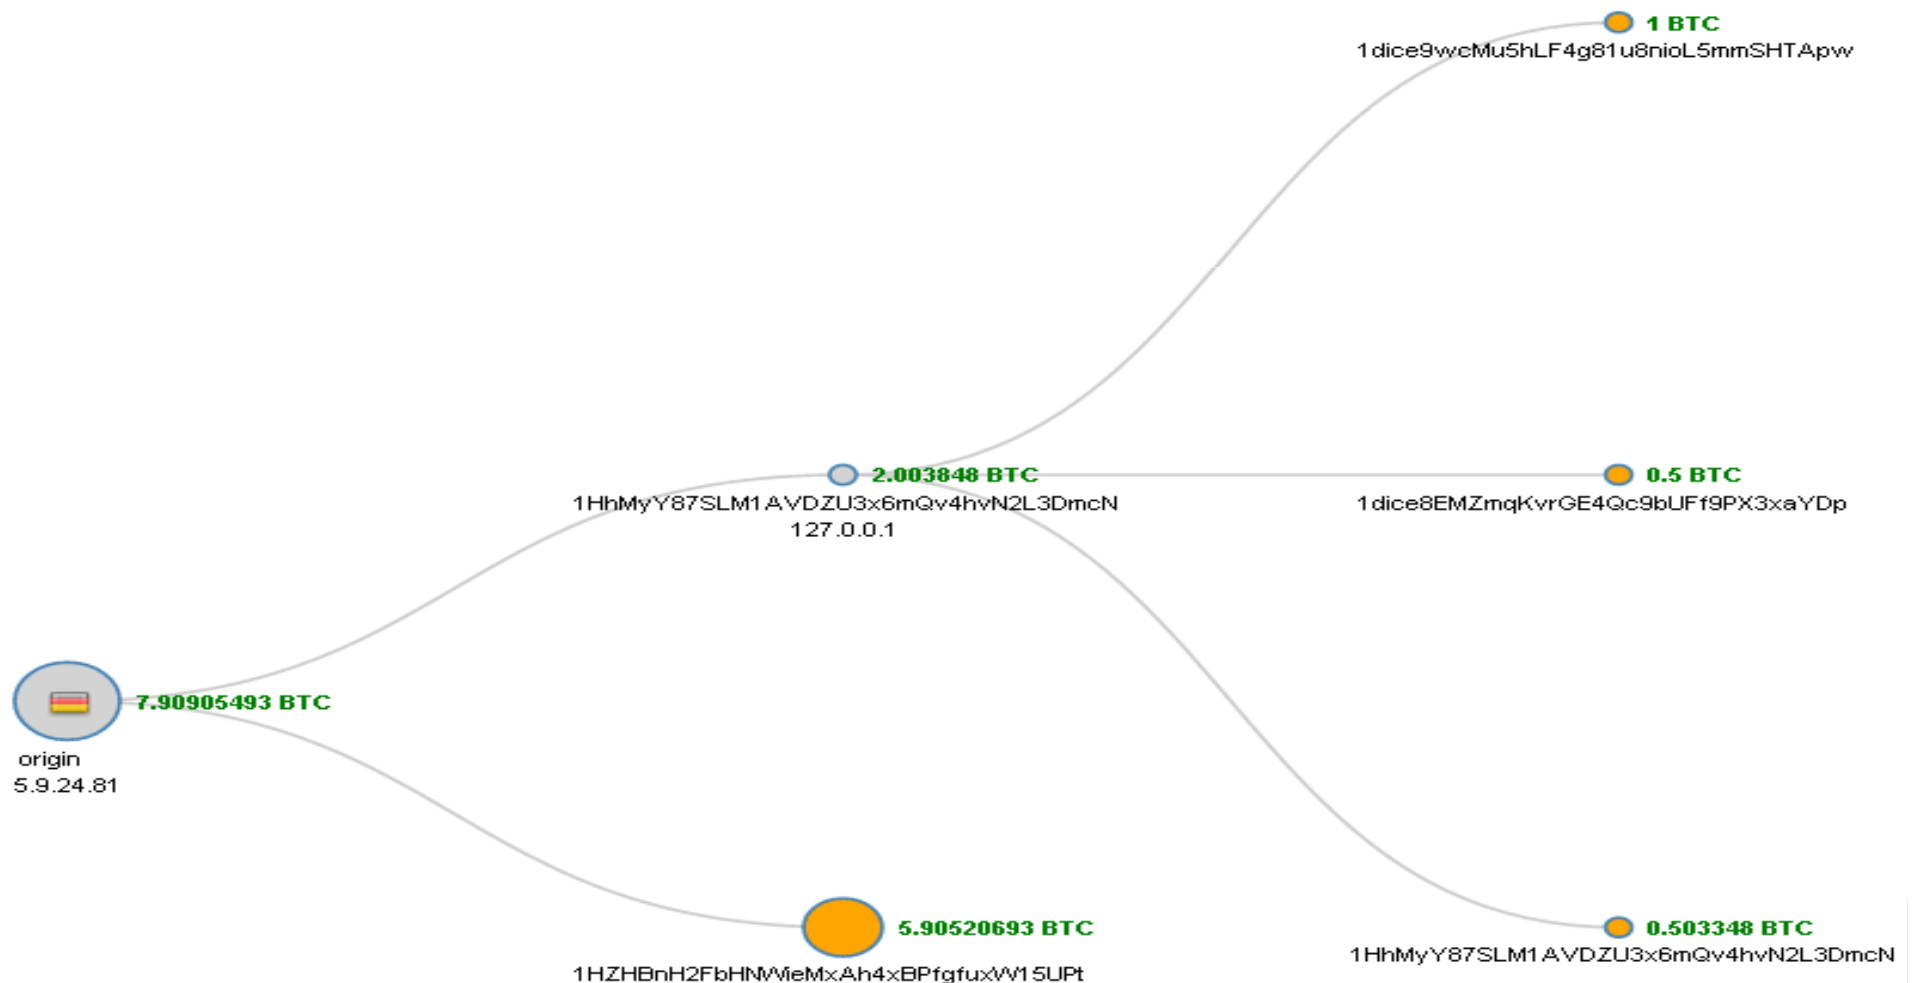 1 BTC
1dice9wcMu5hLF4g81u8nioL5mmSHTApw
2.003848 BTC
1HhMyY87SLM1AVDZU3x6mQv4hvN2L3DmcN
127.0.0.1
0.5 BTC
1dice8EMZmqKvrGE4Qc9bUFf9PX3xaYDp
7.90905493 BTC
origin
5.9.24.81
5.90520693 BTC
1HZHBnH2FbHNWieMxAh4xBPfgfuxW15UPt
0.503348 BTC
1HhMyY87SLM1AVDZU3x6mQv4hvN2L3DmcN